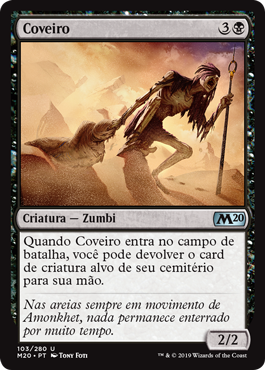 Coveiro 3
Criatura — Zumbi M20
Quando Coveiro entra no campo de
batalha, você pode devolver o card
de criatura alvo de seu cemitério
para sua mão.
Nas areias sempre em movimento de
Amonkhet, nada permanece enterrado
por muito tempo.
2/2
103/280 U
M20 • PT Tony Foti ™ & © 2019 Wizards of the Coast